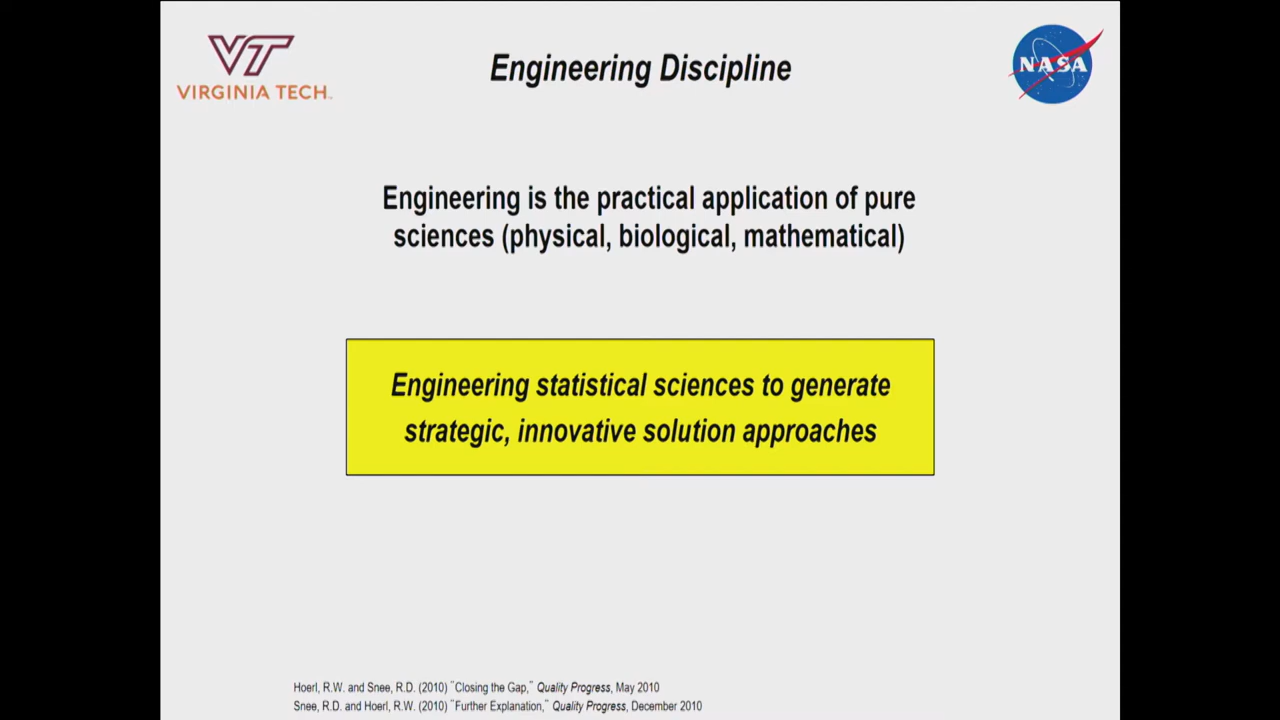 VT
VIRGINIA TECH™
Engineering Discipline
NASA
Engineering is the practical application of pure
sciences (physical, biological, mathematical)
Engineering statistical sciences to generate
strategic, innovative solution approaches
Hoerl, R.W. and Snee, R.D. (2010) ¨Closing the Gap,¨ Quality Progress, May 2010
Snee, R.D. and Hoerl, R.W. (2010) ¨Further Explanation,¨ Quality Progress, December 2010